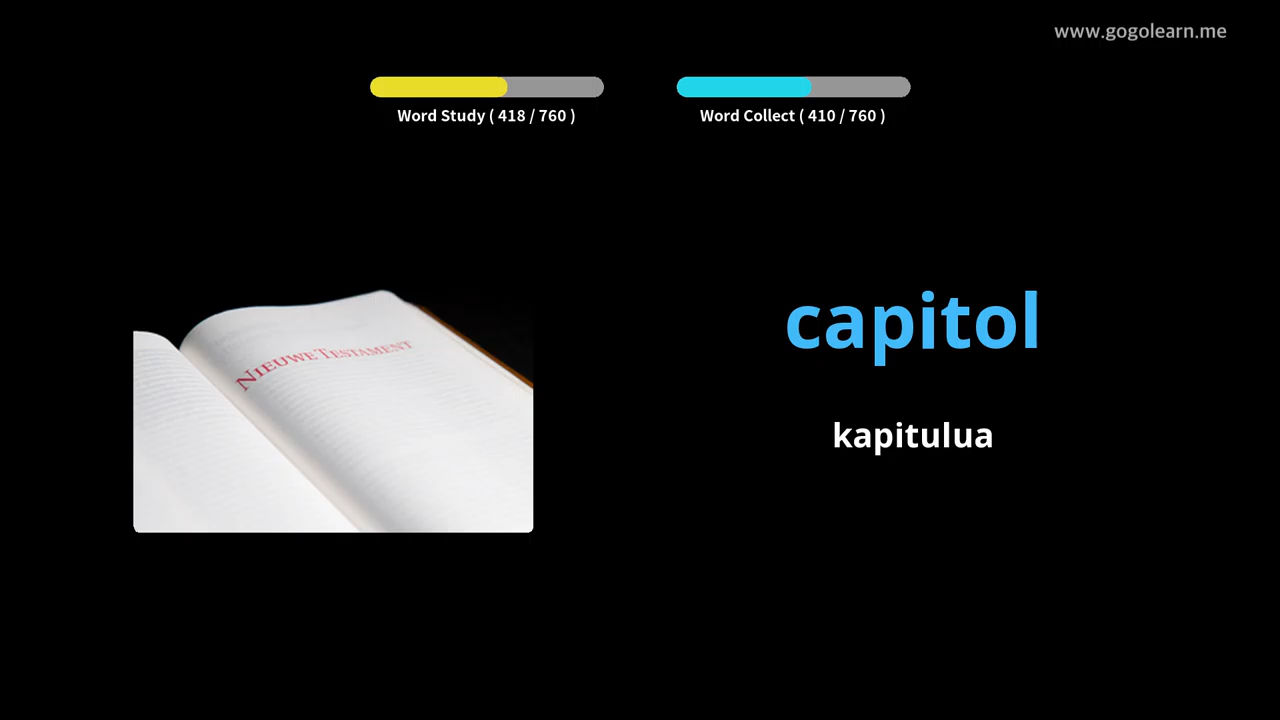 www.gogolearn.me
Word Study ( 418 / 760 )
Word Collect ( 410 / 760 )
NIEUWE TESTAMENT
capitol
kapitulua